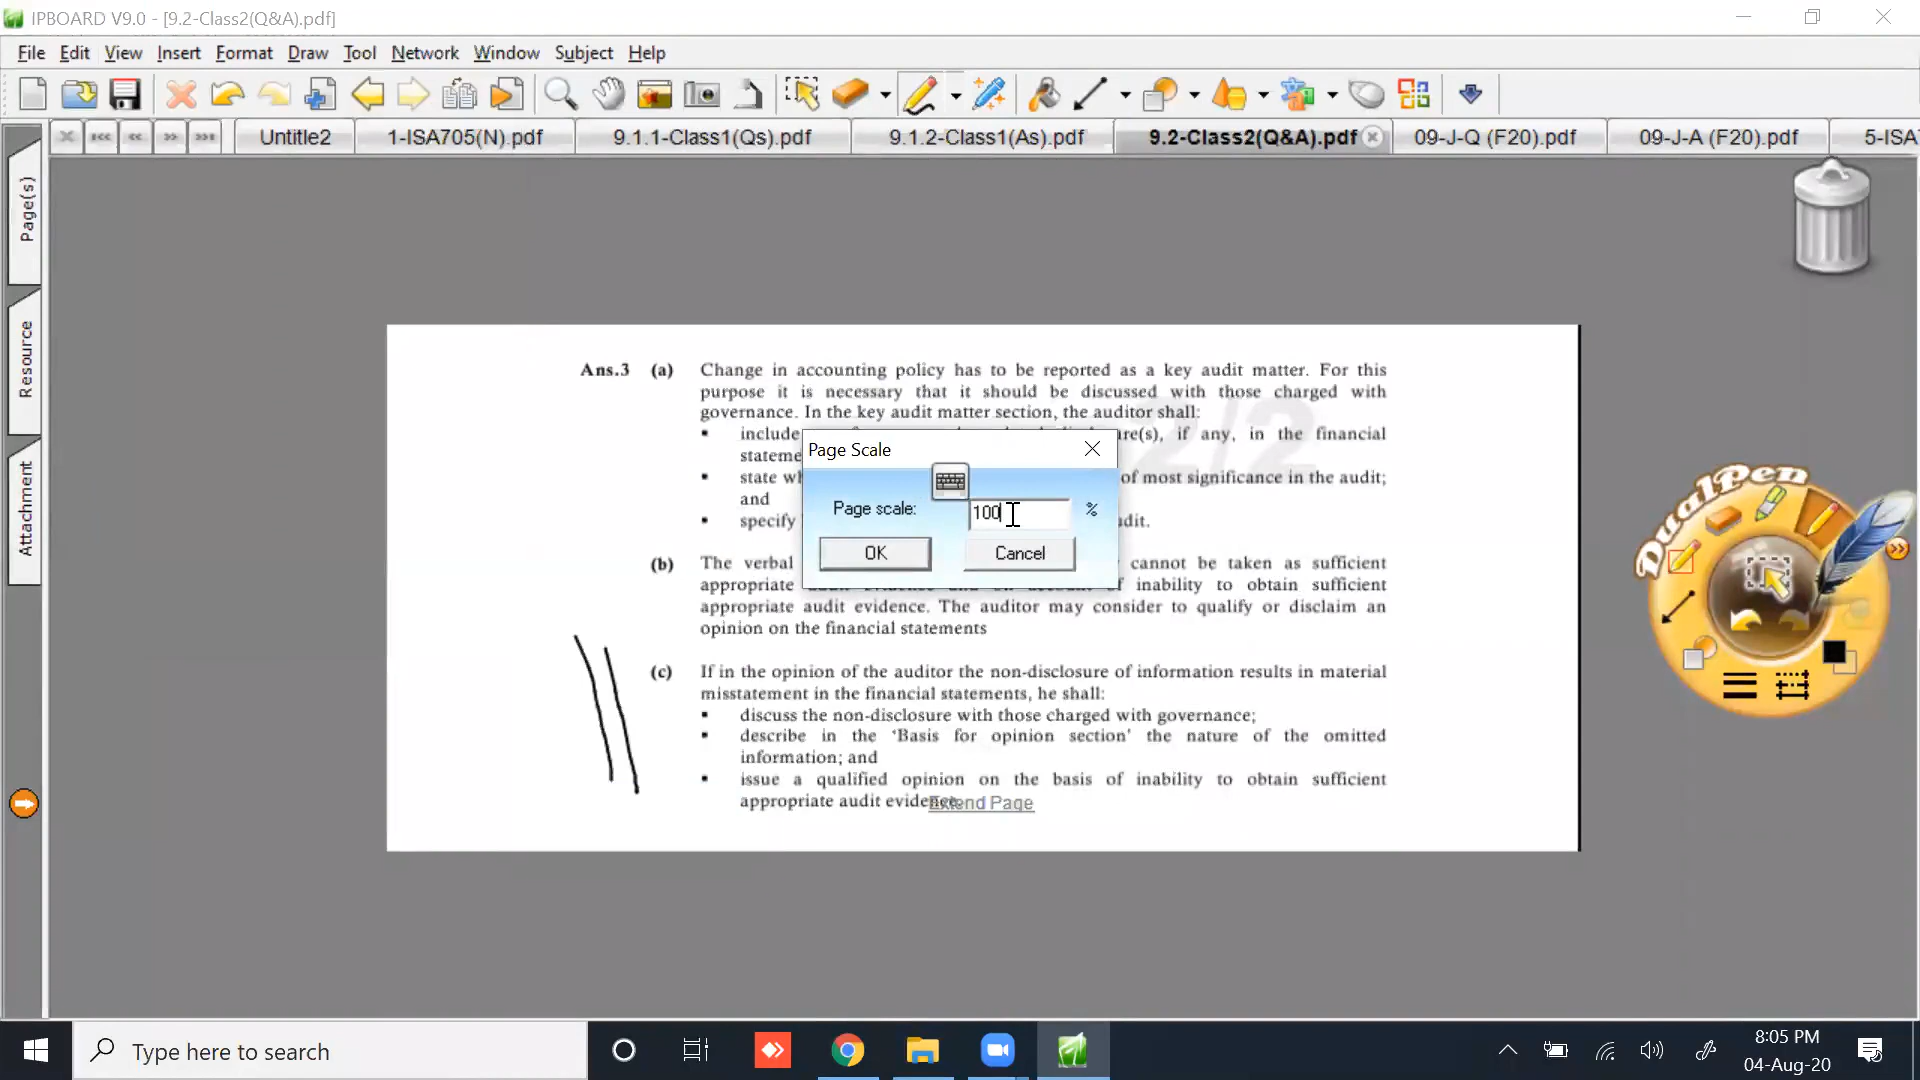 IPBOARD V9.0 - [9.2-Class2(Q&A).pdf]
File Edit View Insert Format Draw Tool Network Window Subject Help
Untitle2 1-ISA705(N).pdf 9.1.1-Class1(Qs).pdf 9.1.2-Class1(As).pdf 9.2-Class2(Q&A).pdf 09-J-Q (F20).pdf 09-J-A (F20).pdf 5-ISA
Page(s)
Resource
Attachment
2/2
Ans.3 (a) Change in accounting policy has to be reported as a key audit matter. For this
purpose it is necessary that it should be discussed with those charged with
governance. In the key audit matter section, the auditor shall:
▪ include re(s), if any, in the financial
stateme
▪ state wh of most significance in the audit;
and
▪ specify dit.
Page Scale
Page scale: 100 %
OK Cancel
(b) The verbal cannot be taken as sufficient
appropriate inability to obtain sufficient
appropriate audit evidence. The auditor may consider to qualify or disclaim an
opinion on the financial statements
(c) If in the opinion of the auditor the non-disclosure of information results in material
misstatement in the financial statements, he shall:
▪ discuss the non-disclosure with those charged with governance;
▪ describe in the 'Basis for opinion section' the nature of the omitted
information; and
▪ issue a qualified opinion on the basis of inability to obtain sufficient
appropriate audit evidence.
Extend Page
DualPen
Type here to search
8:05 PM
04-Aug-20